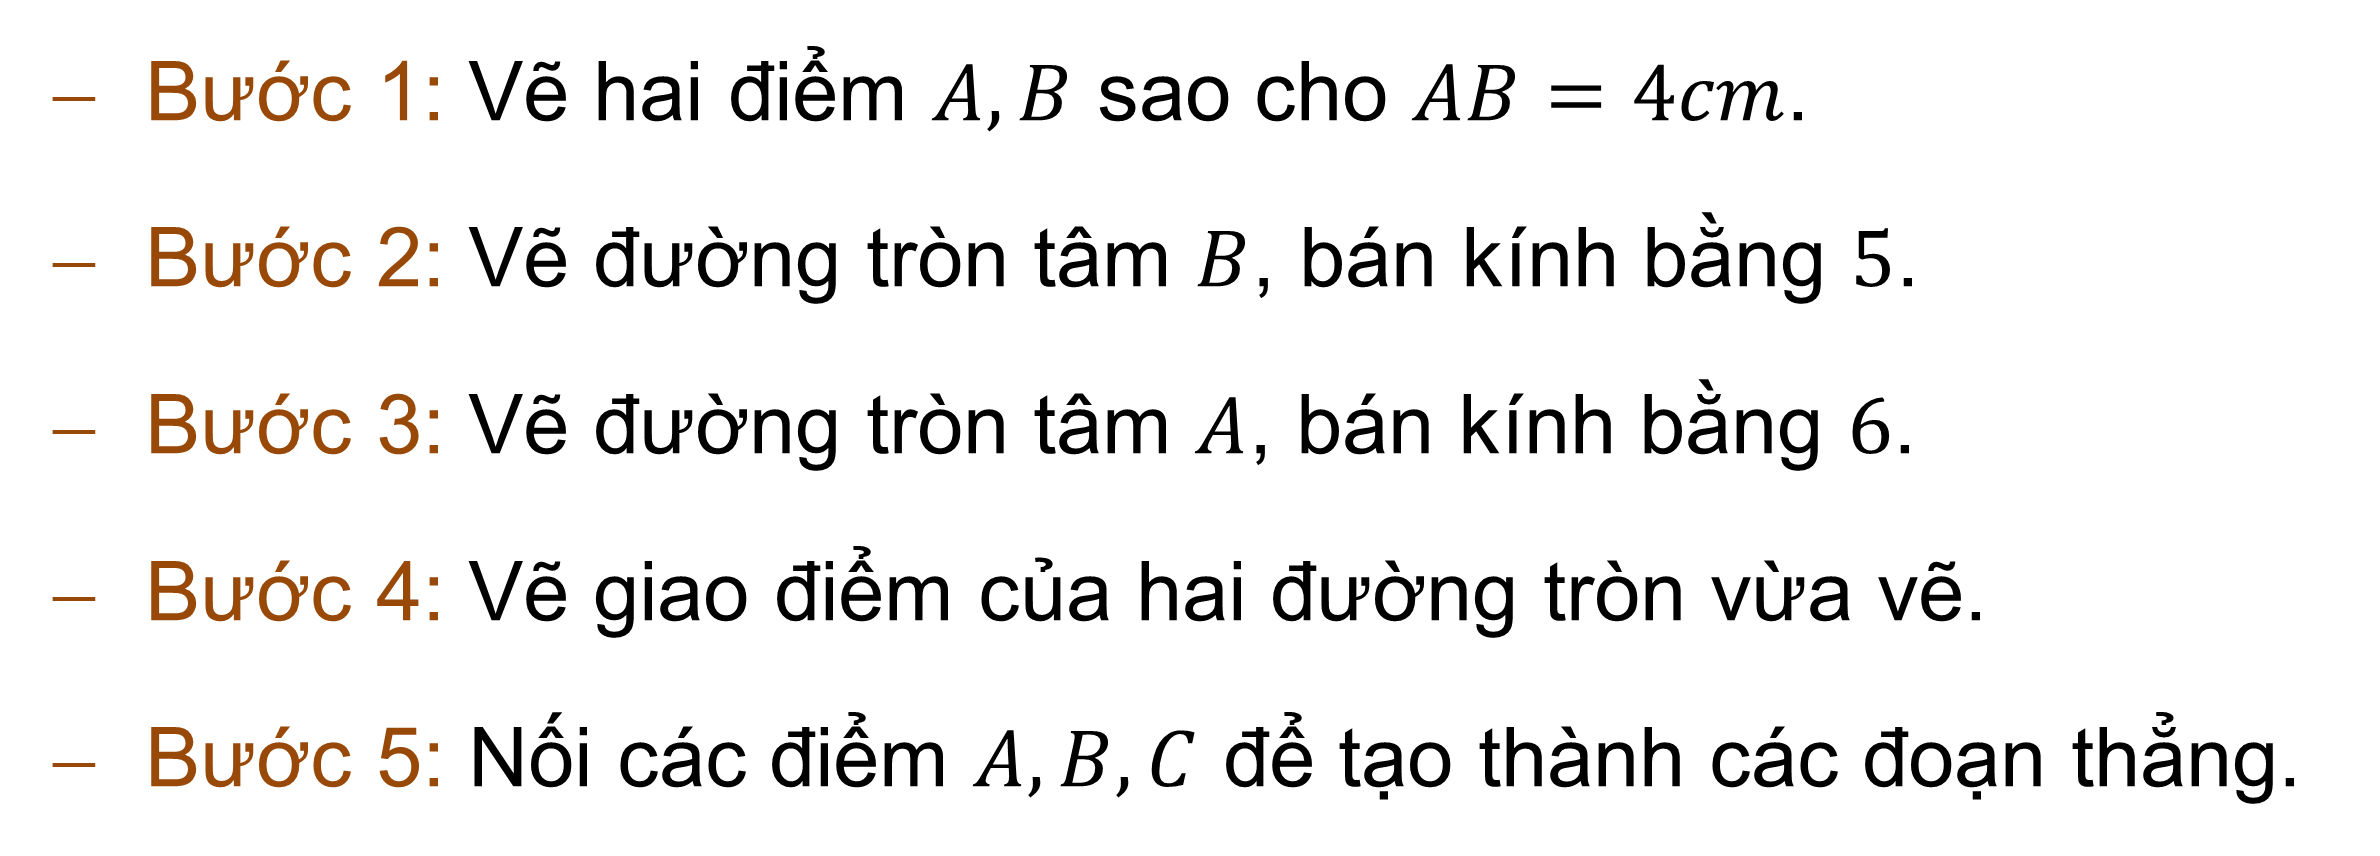 – Bước 1: Vẽ hai điểm A, B sao cho AB = 4cm.
– Bước 2: Vẽ đường tròn tâm B, bán kính bằng 5.
– Bước 3: Vẽ đường tròn tâm A, bán kính bằng 6.
– Bước 4: Vẽ giao điểm của hai đường tròn vừa vẽ.
– Bước 5: Nối các điểm A, B, C để tạo thành các đoạn thẳng.